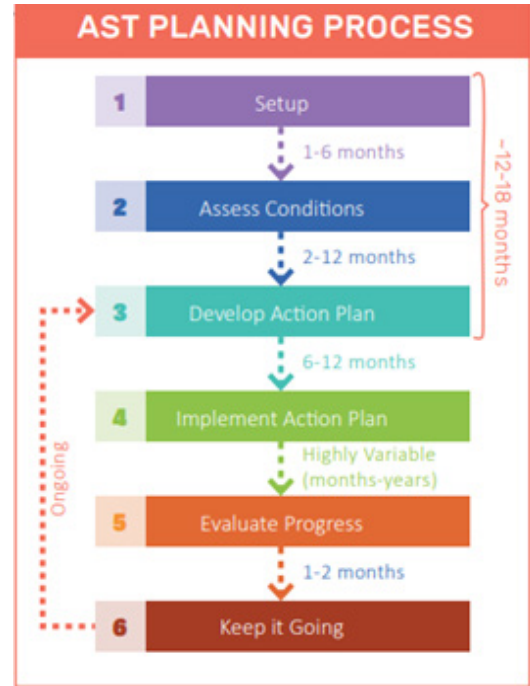 AST PLANNING PROCESS
1 Setup
1-6 months
2 Assess Conditions
2-12 months
3 Develop Action Plan
6-12 months
4 Implement Action Plan
Highly Variable
(months-years)
5 Evaluate Progress
1-2 months
6 Keep it Going
~12-18 months
Ongoing